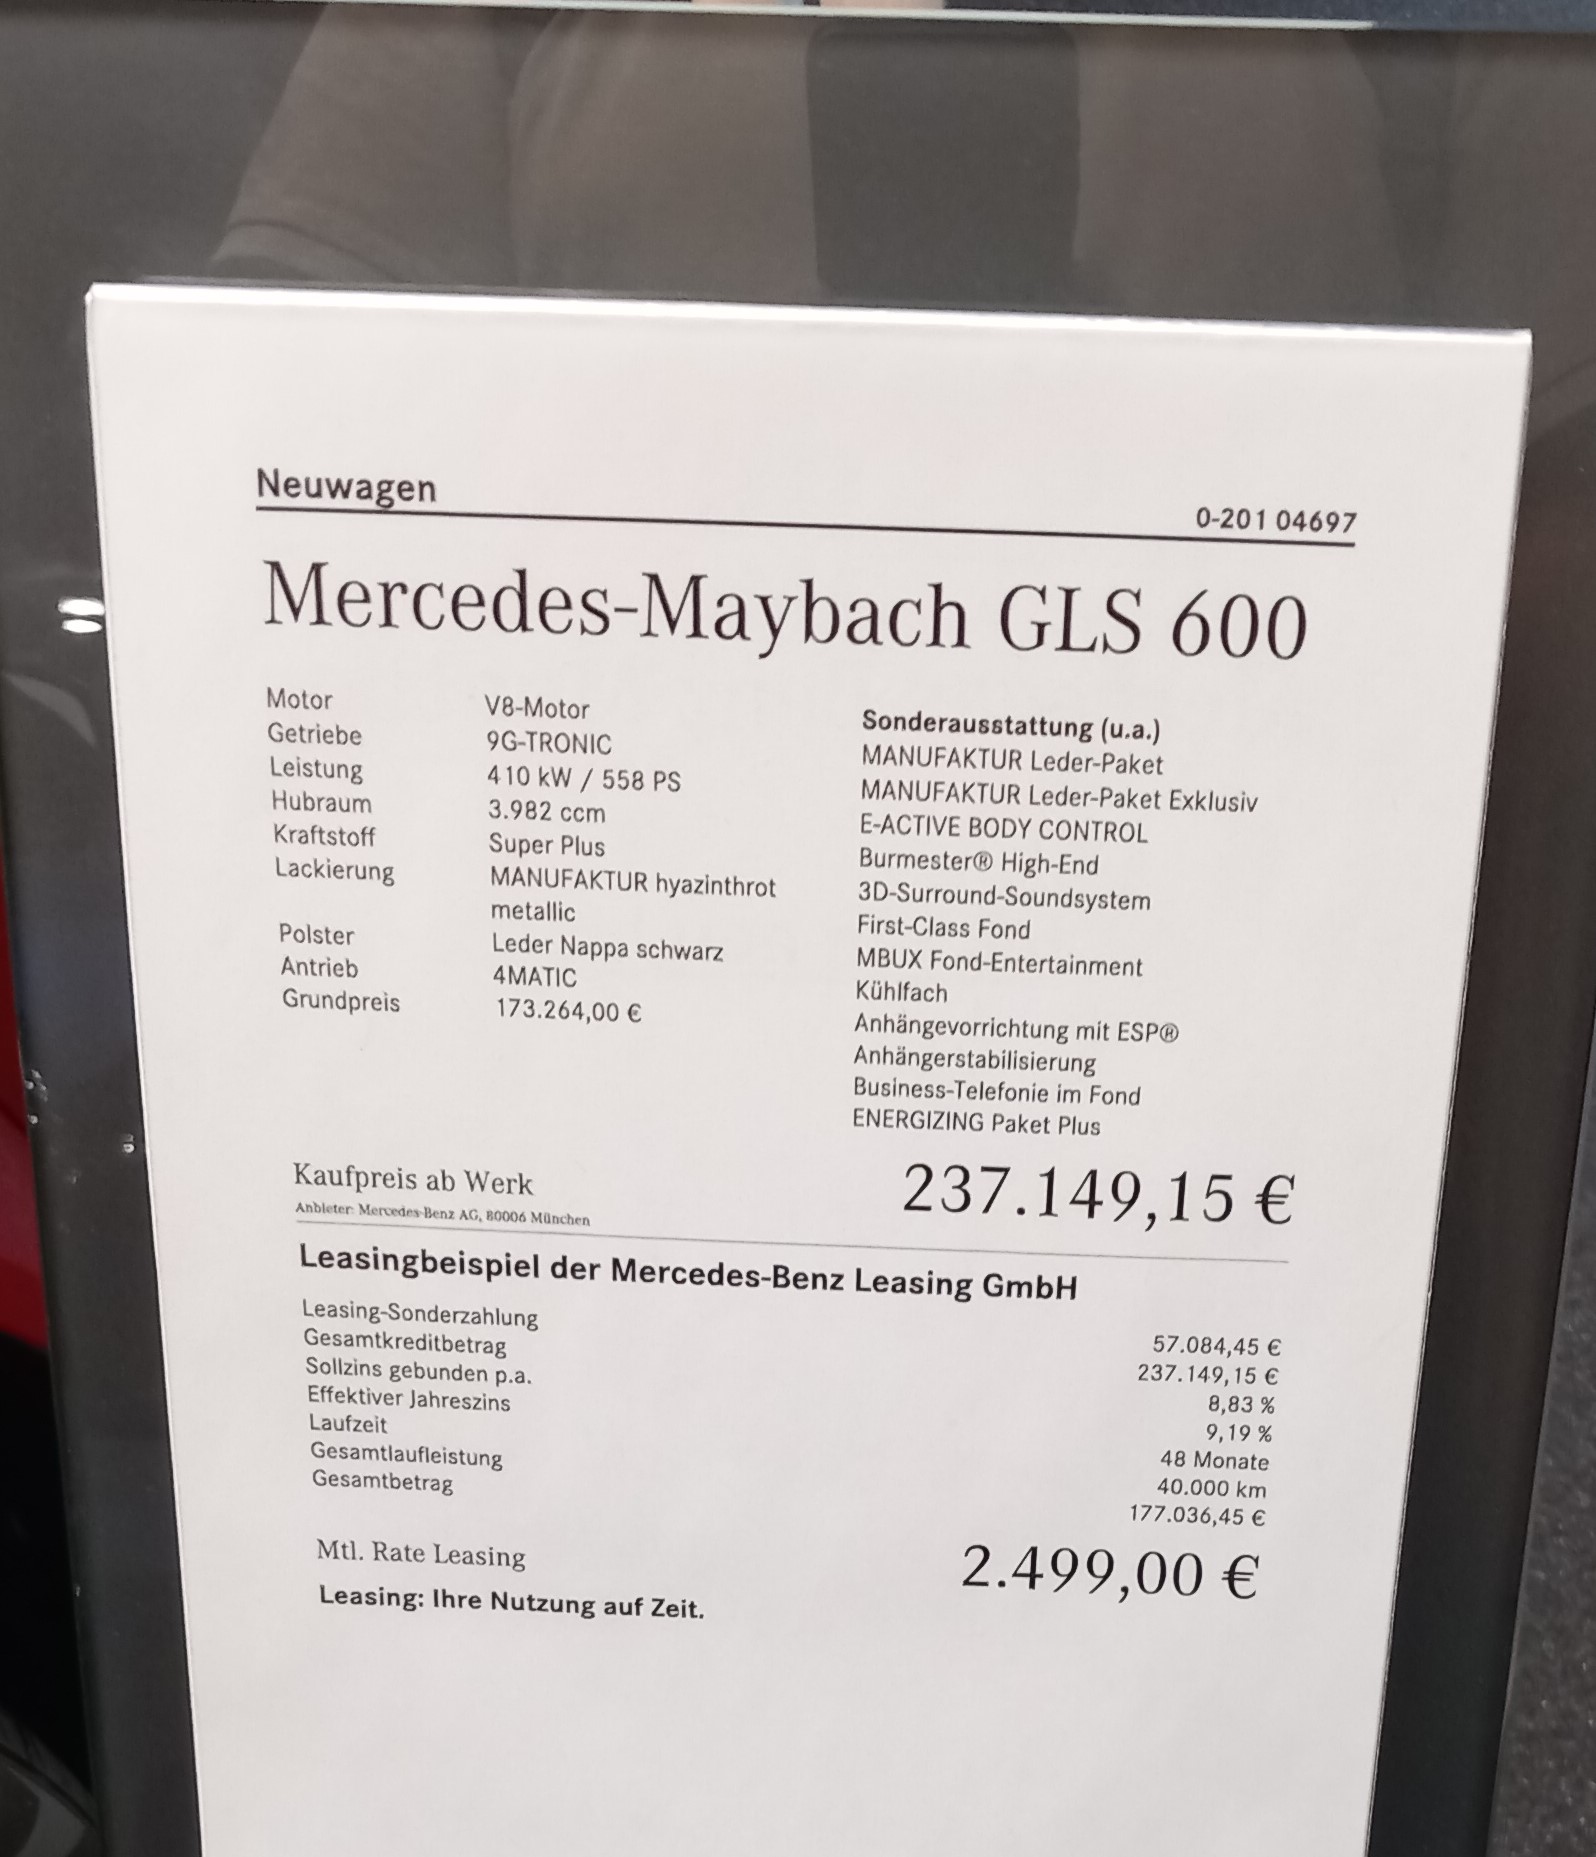 Neuwagen
0-201 04697
Mercedes-Maybach GLS 600
Motor V8-Motor
Getriebe 9G-TRONIC
Leistung 410 kW / 558 PS
Hubraum 3.982 ccm
Kraftstoff Super Plus
Lackierung MANUFAKTUR hyazinthrot
metallic
Polster Leder Nappa schwarz
Antrieb 4MATIC
Grundpreis 173.264,00 €
Sonderausstattung (u.a.)
MANUFAKTUR Leder-Paket
MANUFAKTUR Leder-Paket Exklusiv
E-ACTIVE BODY CONTROL
Burmester® High-End
3D-Surround-Soundsystem
First-Class Fond
MBUX Fond-Entertainment
Kühlfach
Anhängevorrichtung mit ESP®
Anhängerstabilisierung
Business-Telefonie im Fond
ENERGIZING Paket Plus
Kaufpreis ab Werk 237.149,15 €
Anbieter: Mercedes-Benz AG, 80006 München
Leasingbeispiel der Mercedes-Benz Leasing GmbH
Leasing-Sonderzahlung 57.084,45 €
Gesamtkreditbetrag 237.149,15 €
Sollzins gebunden p.a. 8,83 %
Effektiver Jahreszins 9,19 %
Laufzeit 48 Monate
Gesamtlaufleistung 40.000 km
Gesamtbetrag 177.036,45 €
Mtl. Rate Leasing 2.499,00 €
Leasing: Ihre Nutzung auf Zeit.